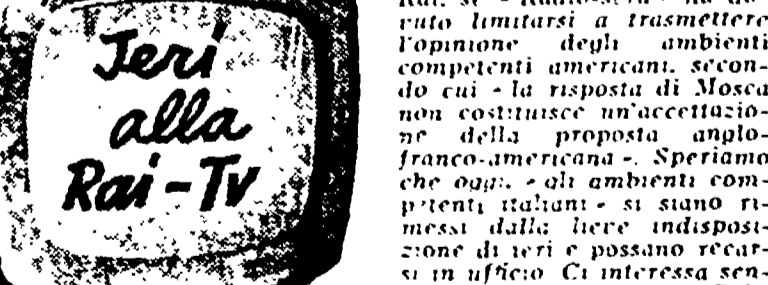 Jeri
alla
Rai-Tv
ruto limitarsi a trasmettere
l'opinione degli ambienti
competenti americani, secon-
do cui - la risposta di Mosca
non costituisce un'accettazio-
ne della proposta anglo-
franco-americana -. Speriamo
che oggi, - gli ambienti com-
petenti italiani - si siano ri-
messi dalla lieve indisposi-
zione di ieri e possano recar-
si in ufficio Ci interessa sen-